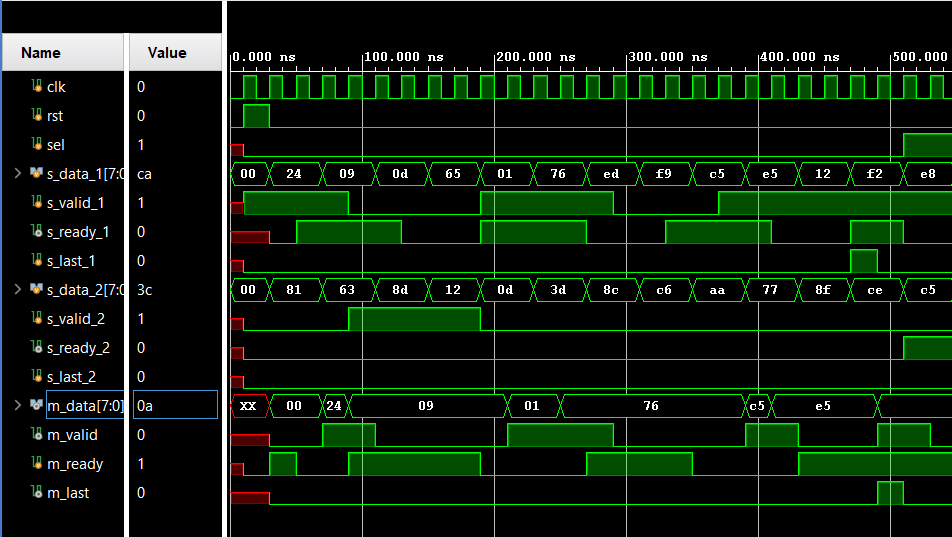 Name Value 0.000 ns 100.000 ns 200.000 ns 300.000 ns 400.000 ns 500.000
clk 0
rst 0
sel 1
s_data_1[7:0 ca 00 24 09 0d 65 01 76 ed f9 c5 e5 12 f2 e8
s_valid_1 1
s_ready_1 0
s_last_1 0
s_data_2[7:0 3c 00 81 63 8d 12 0d 3d 8c c6 aa 77 8f ce c5
s_valid_2 1
s_ready_2 0
s_last_2 0
m_data[7:0] 0a XX 00 24 09 01 76 c5 e5
m_valid 0
m_ready 1
m_last 0